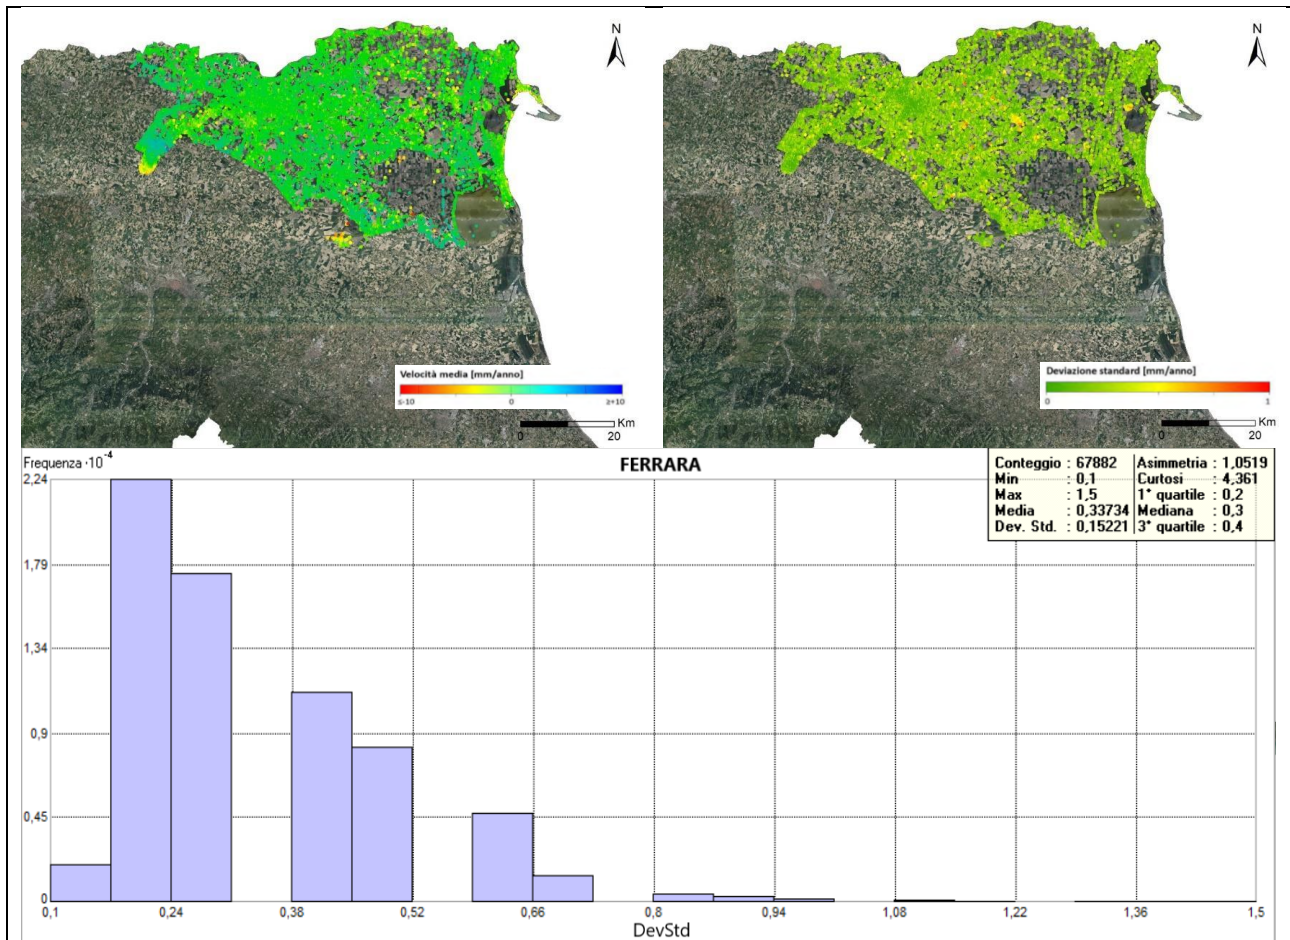 N
Velocità media [mm/anno]
≤-10 0 ≥+10
Km
0 20
N
Deviazione standard [mm/anno]
0 1
Km
0 20
Frequenza ·10⁻⁴
FERRARA
Conteggio : 67882 Asimmetria : 1,0519
Min : 0,1 Curtosi : 4,361
Max : 1,5 1° quartile : 0,2
Media : 0,33734 Mediana : 0,3
Dev. Std. : 0,15221 3° quartile : 0,4
2,24
1,79
1,34
0,9
0,45
0
0,1 0,24 0,38 0,52 0,66 0,8 0,94 1,08 1,22 1,36 1,5
DevStd